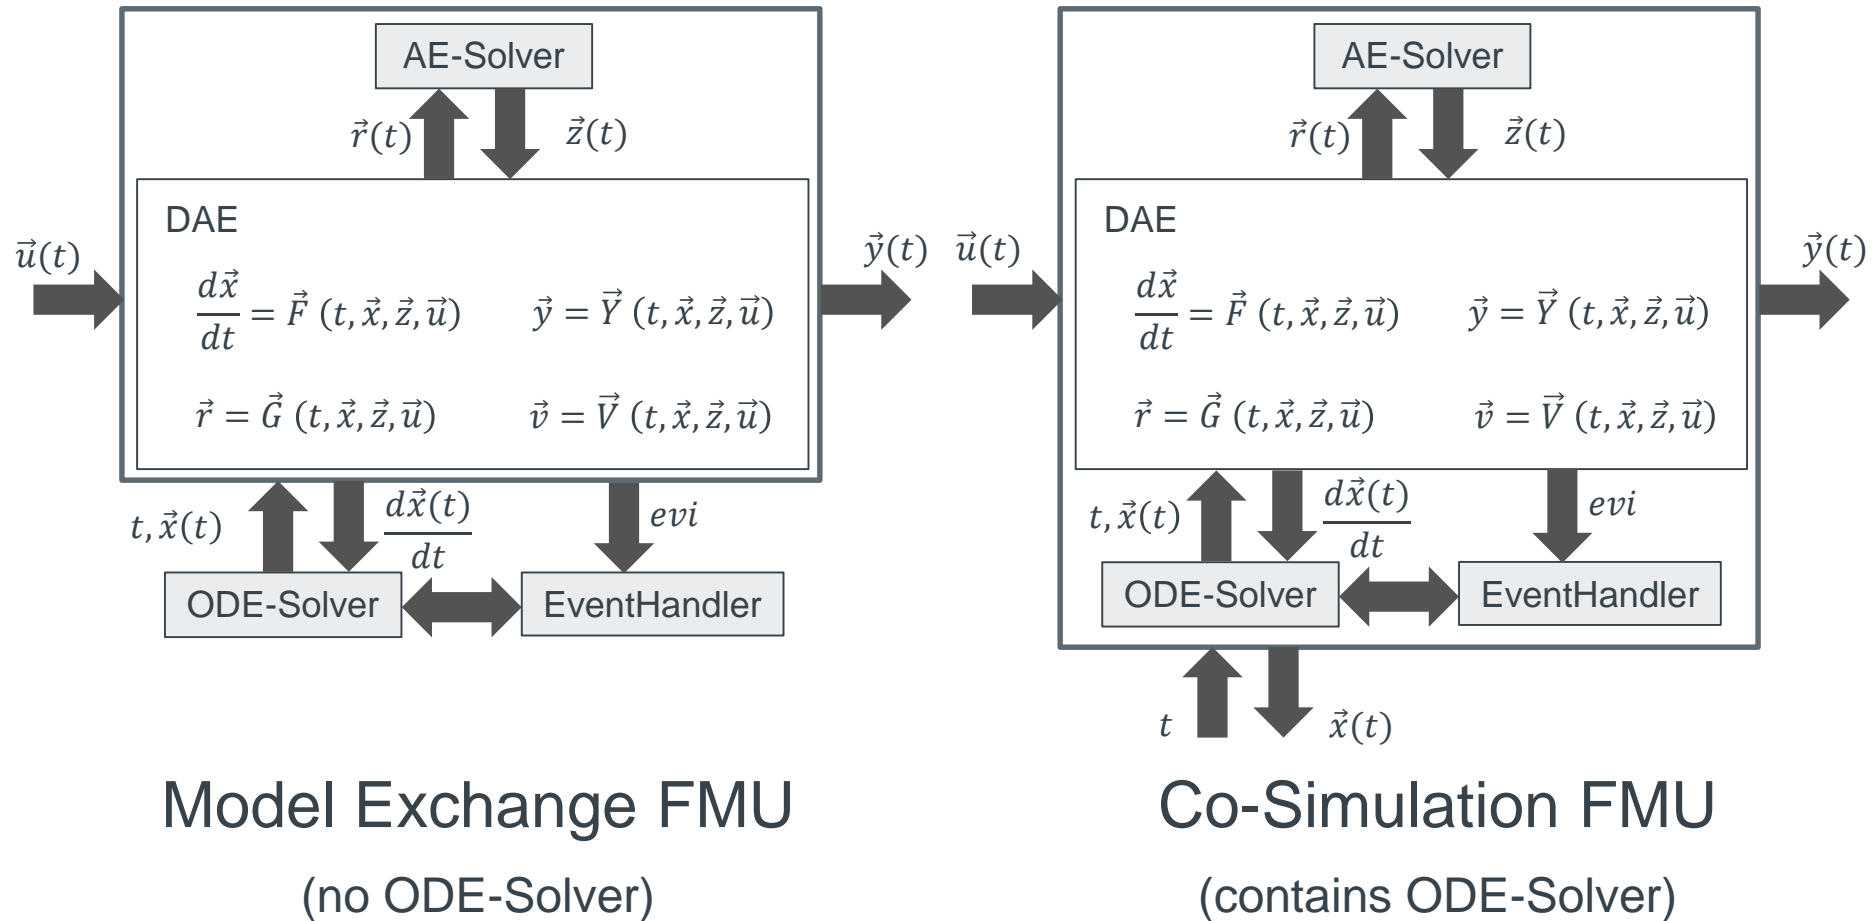 AE-Solver
r⃗(t)
z⃗(t)
DAE
u⃗(t)
y⃗(t)
dx⃗/dt = F⃗ (t, x⃗, z⃗, u⃗)
y⃗ = Y⃗ (t, x⃗, z⃗, u⃗)
r⃗ = G⃗ (t, x⃗, z⃗, u⃗)
v⃗ = V⃗ (t, x⃗, z⃗, u⃗)
t, x⃗(t)
dx⃗(t)/dt
evi
ODE-Solver
EventHandler
Model Exchange FMU
(no ODE-Solver)
AE-Solver
r⃗(t)
z⃗(t)
DAE
u⃗(t)
y⃗(t)
dx⃗/dt = F⃗ (t, x⃗, z⃗, u⃗)
y⃗ = Y⃗ (t, x⃗, z⃗, u⃗)
r⃗ = G⃗ (t, x⃗, z⃗, u⃗)
v⃗ = V⃗ (t, x⃗, z⃗, u⃗)
t, x⃗(t)
dx⃗(t)/dt
evi
ODE-Solver
EventHandler
t
x⃗(t)
Co-Simulation FMU
(contains ODE-Solver)